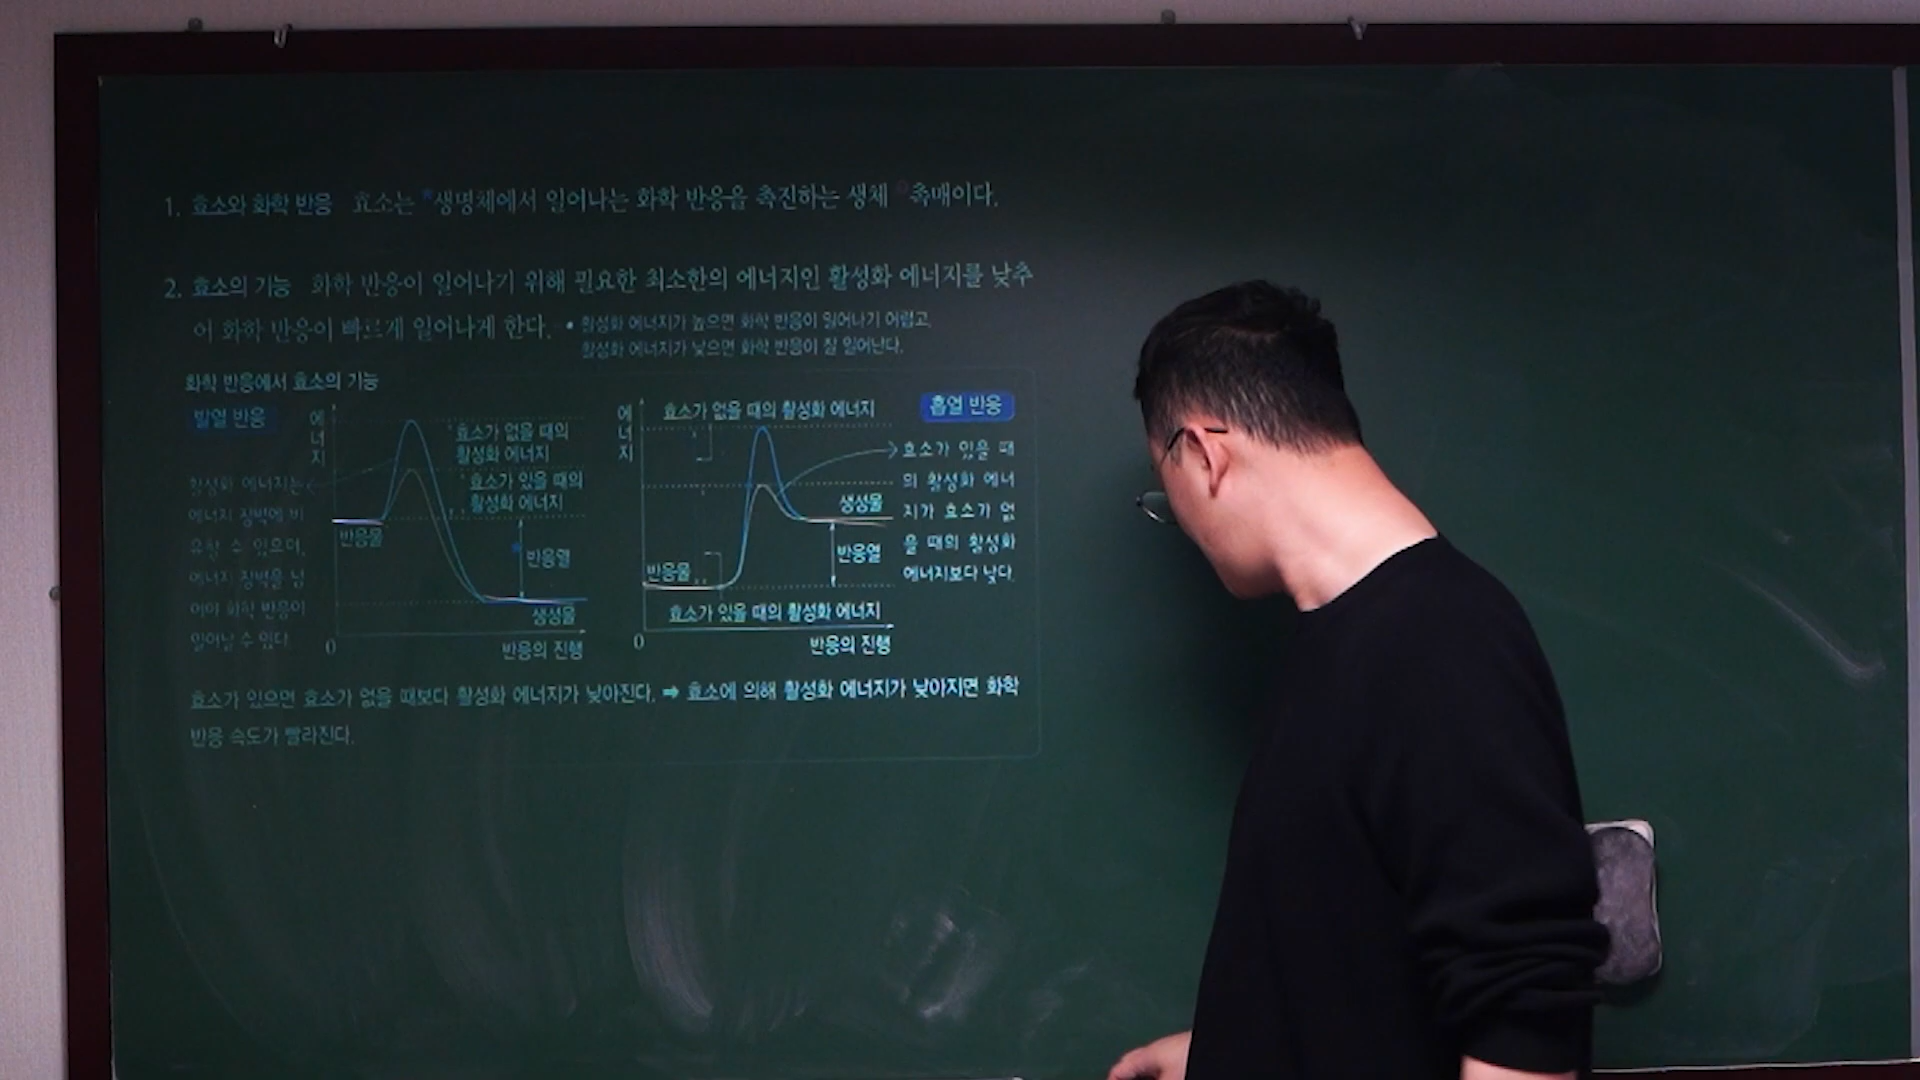 1. 효소와 화학 반응 효소는 *생명체에서 일어나는 화학 반응을 촉진하는 생체 촉매이다.
2. 효소의 기능 화학 반응이 일어나기 위해 필요한 최소한의 에너지인 활성화 에너지를 낮추
어 화학 반응이 빠르게 일어나게 한다.
• 활성화 에너지가 높으면 화학 반응이 일어나기 어렵고,
활성화 에너지가 낮으면 화학 반응이 잘 일어난다.
화학 반응에서 효소의 기능
발열 반응
활성화 에너지는
에너지 장벽에 비
유할 수 있으며,
에너지 장벽을 넘
어야 화학 반응이
일어날 수 있다.
에너지
효소가 없을 때의
활성화 에너지
효소가 있을 때의
활성화 에너지
반응물
*반응열
생성물
0
반응의 진행
흡열 반응
에너지
효소가 없을 때의 활성화 에너지
효소가 있을 때
의 활성화 에너
지가 효소가 없
을 때의 활성화
에너지보다 낮다.
생성물
반응열
반응물
효소가 있을 때의 활성화 에너지
0
반응의 진행
효소가 있으면 효소가 없을 때보다 활성화 에너지가 낮아진다. ➡ 효소에 의해 활성화 에너지가 낮아지면 화학
반응 속도가 빨라진다.